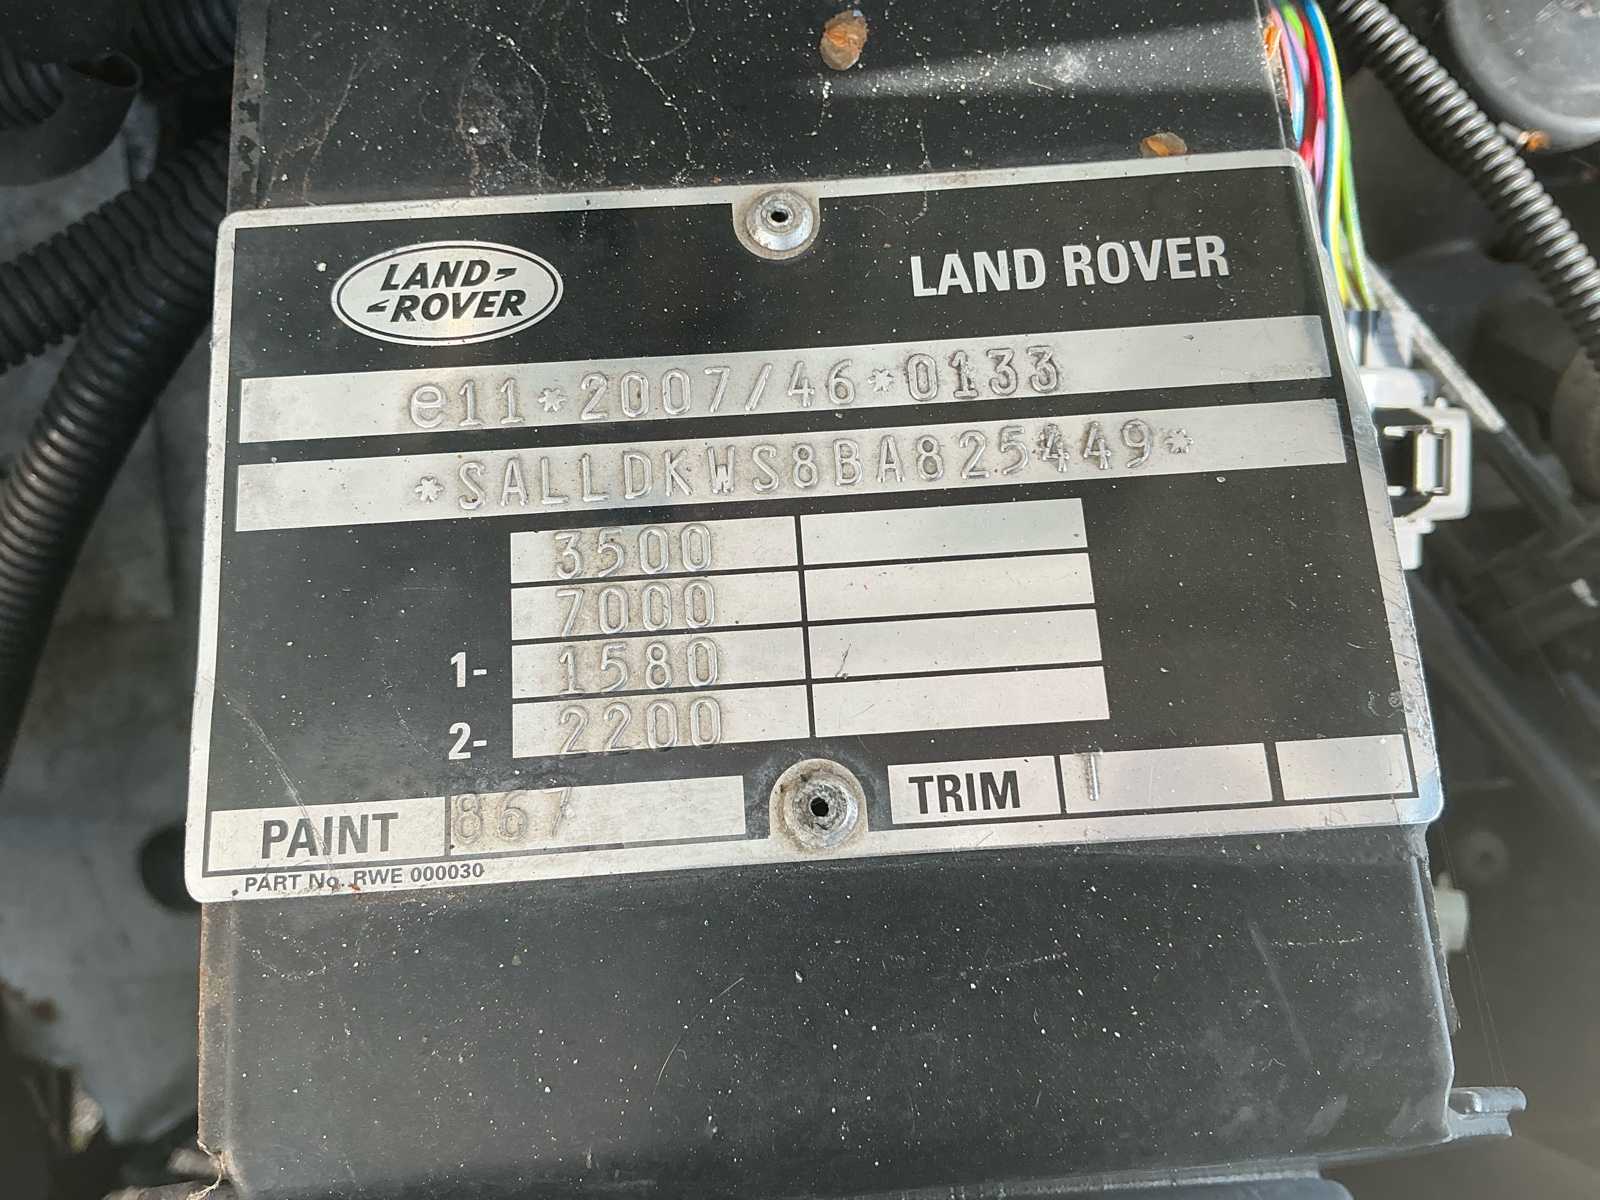 LAND-
-ROVER
LAND ROVER
e11*2007/46*0133
*SALLDKWS8BA825449*
3500
7000
1- 1580
2- 2200
PAINT 867
TRIM 1
PART No. RWE 000030